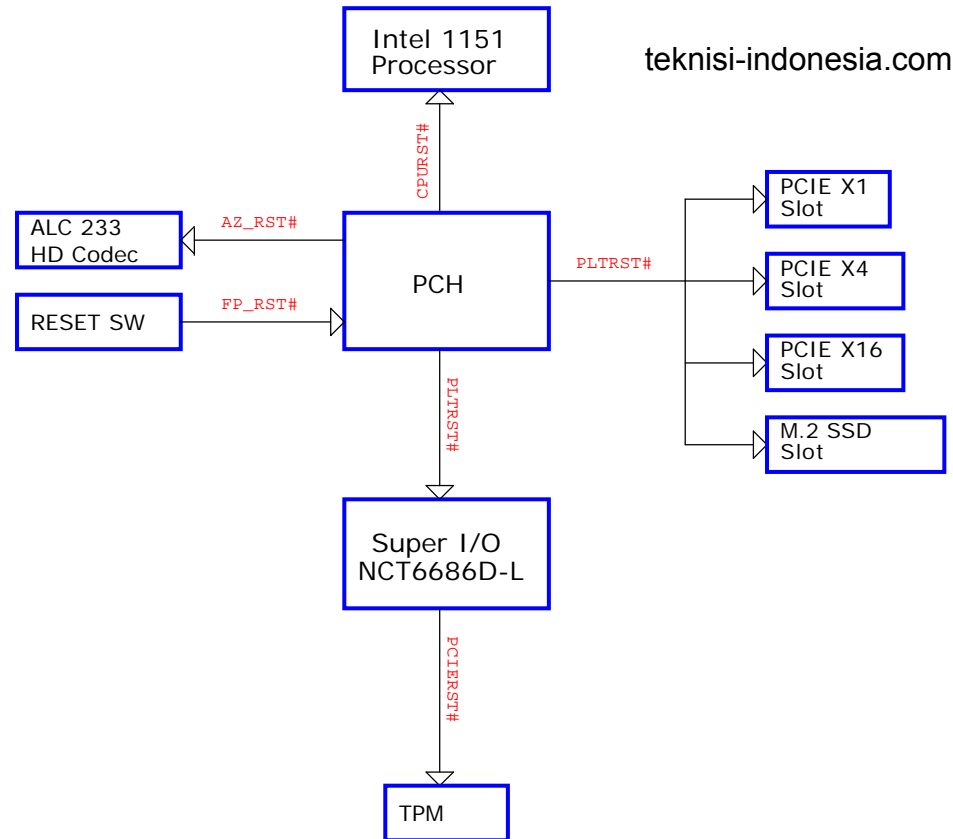 Intel 1151
Processor
teknisi-indonesia.com
CPURST#
ALC 233
HD Codec
AZ_RST#
RESET SW
FP_RST#
PCH
PLTRST#
PCIE X1
Slot
PCIE X4
Slot
PCIE X16
Slot
M.2 SSD
Slot
PLTRST#
Super I/O
NCT6686D-L
PCIERST#
TPM